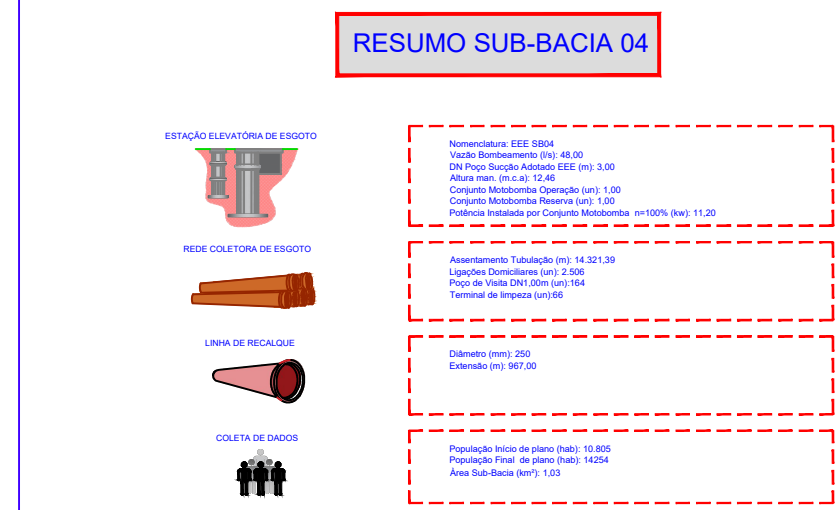 RESUMO SUB-BACIA 04
ESTAÇÃO ELEVATÓRIA DE ESGOTO
Nomenclatura: EEE SB04
Vazão Bombeamento (l/s): 48,00
DN Poço Sucção Adotado EEE (m): 3,00
Altura man. (m.c.a): 12,46
Conjunto Motobomba Operação (un): 1,00
Conjunto Motobomba Reserva (un): 1,00
Potência Instalada por Conjunto Motobomba n=100% (kw): 11,20
REDE COLETORA DE ESGOTO
Assentamento Tubulação (m): 14.321,39
Ligações Domiciliares (un): 2.506
Poço de Visita DN1,00m (un):164
Terminal de limpeza (un):66
LINHA DE RECALQUE
Diâmetro (mm): 250
Extensão (m): 967,00
COLETA DE DADOS
População Início de plano (hab): 10.805
População Final de plano (hab): 14254
Área Sub-Bacia (km²): 1,03